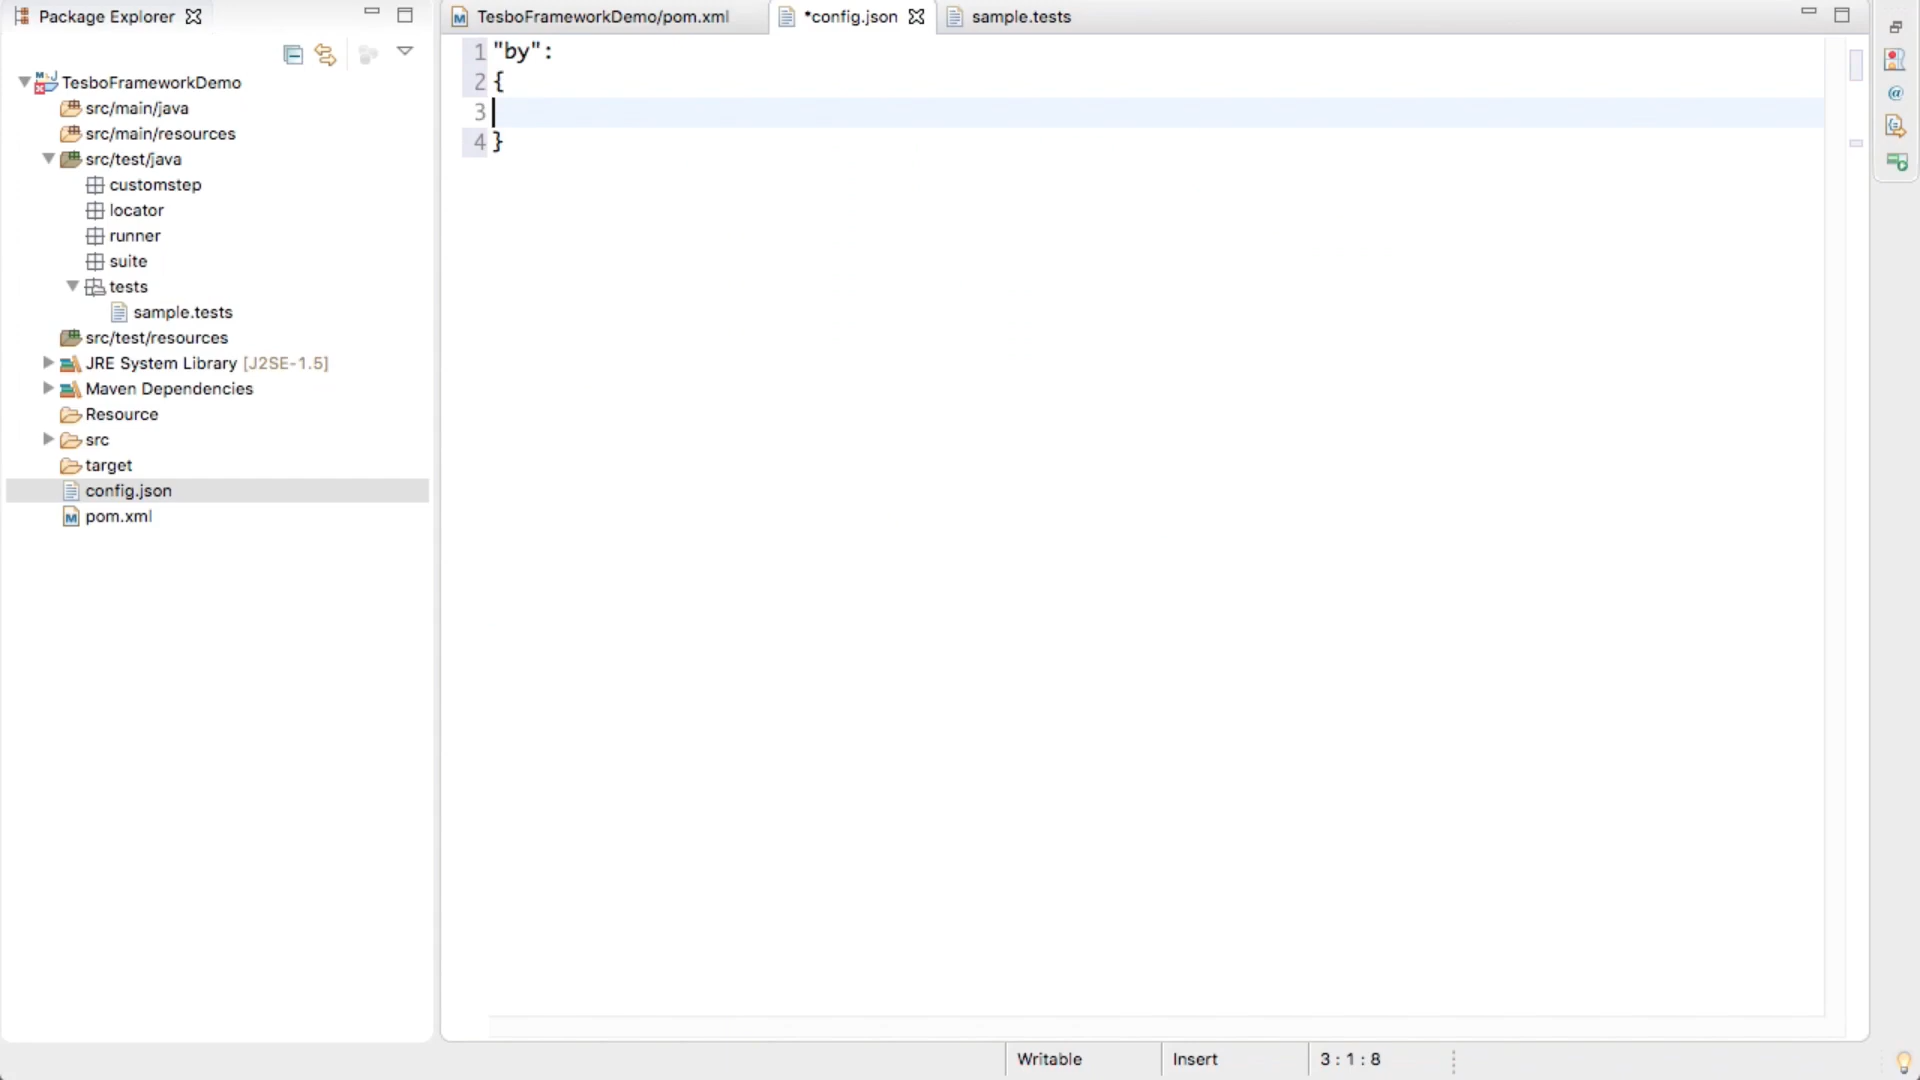 Package Explorer
TesboFrameworkDemo
src/main/java
src/main/resources
src/test/java
customstep
locator
runner
suite
tests
sample.tests
src/test/resources
JRE System Library [J2SE-1.5]
Maven Dependencies
Resource
src
target
config.json
pom.xml
TesboFrameworkDemo/pom.xml *config.json sample.tests
1 "by":
2 {
3
4 }
Writable Insert 3 : 1 : 8